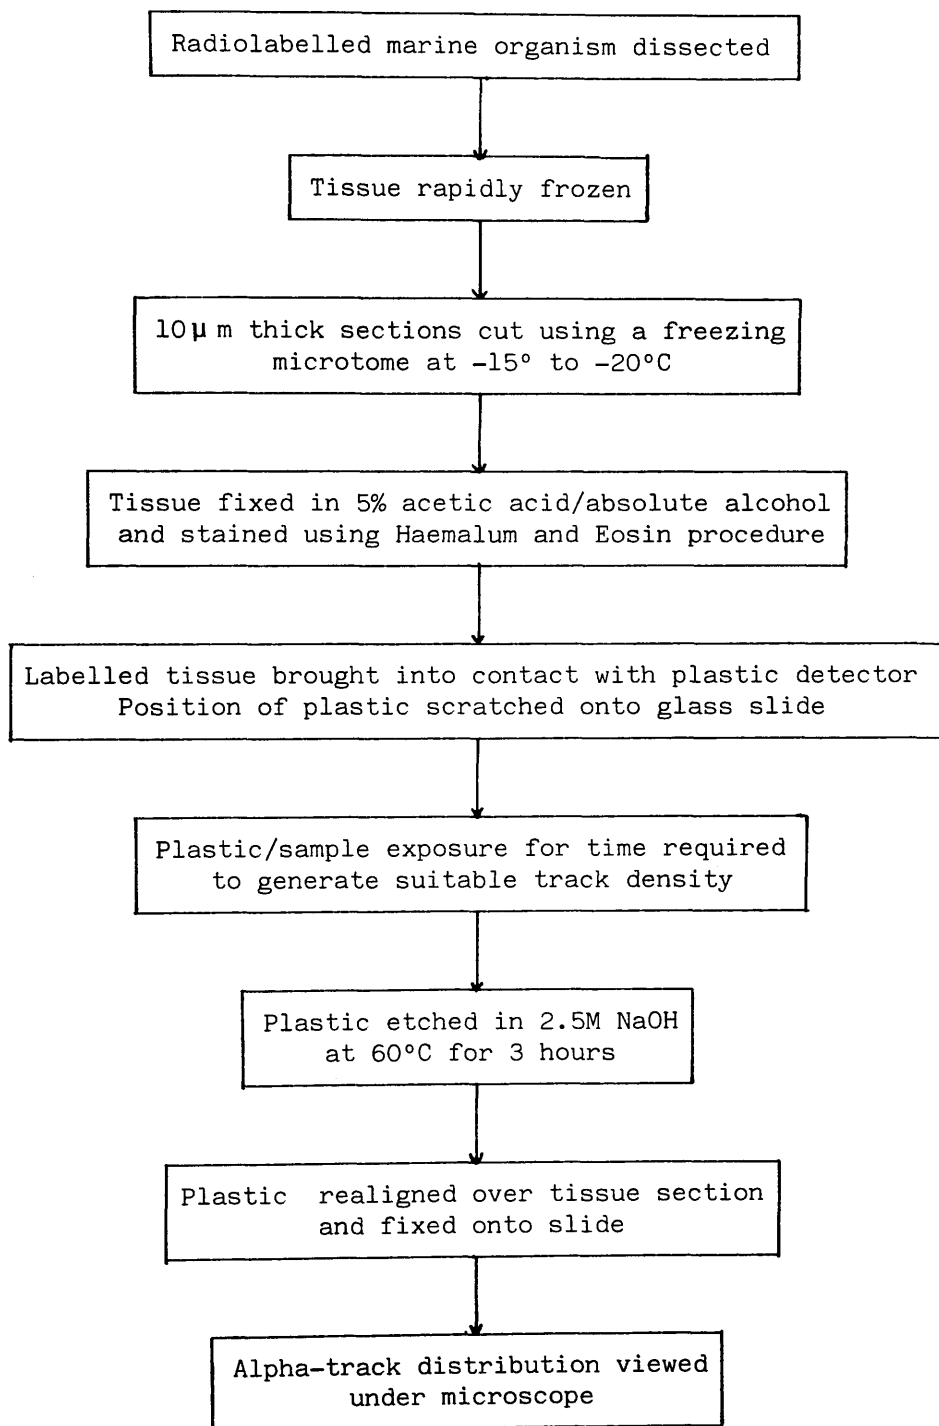 Radiolabelled marine organism dissected
Tissue rapidly frozen
10µm thick sections cut using a freezing
microtome at -15° to -20°C
Tissue fixed in 5% acetic acid/absolute alcohol
and stained using Haemalum and Eosin procedure
Labelled tissue brought into contact with plastic detector
Position of plastic scratched onto glass slide
Plastic/sample exposure for time required
to generate suitable track density
Plastic etched in 2.5M NaOH
at 60°C for 3 hours
Plastic realigned over tissue section
and fixed onto slide
Alpha-track distribution viewed
under microscope